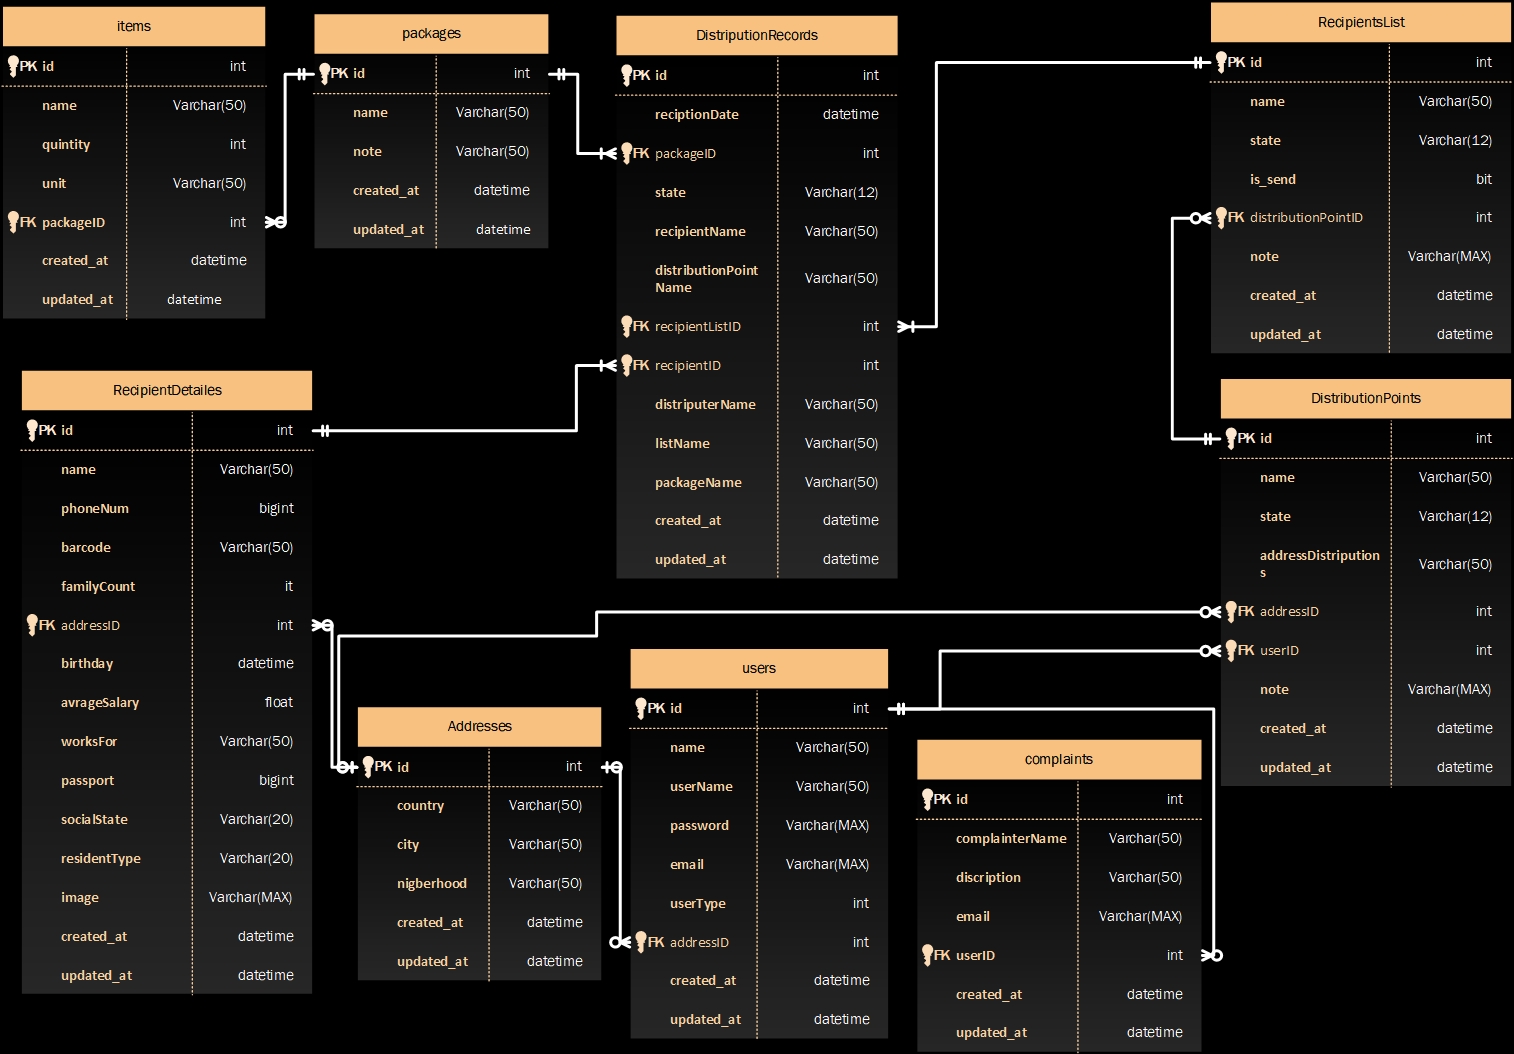 items
PK id int
name Varchar(50)
quintity int
unit Varchar(50)
FK packageID int
created_at datetime
updated_at datetime
packages
PK id int
name Varchar(50)
note Varchar(50)
created_at datetime
updated_at datetime
DistriputionRecords
PK id int
reciptionDate datetime
FK packageID int
state Varchar(12)
recipientName Varchar(50)
distributionPoint
Name Varchar(50)
FK recipientListID int
FK recipientID int
distriputerName Varchar(50)
listName Varchar(50)
packageName Varchar(50)
created_at datetime
updated_at datetime
RecipientsList
PK id int
name Varchar(50)
state Varchar(12)
is_send bit
FK distributionPointID int
note Varchar(MAX)
created_at datetime
updated_at datetime
RecipientDetailes
PK id int
name Varchar(50)
phoneNum bigint
barcode Varchar(50)
familyCount it
FK addressID int
birthday datetime
avrageSalary float
worksFor Varchar(50)
passport bigint
socialState Varchar(20)
residentType Varchar(20)
image Varchar(MAX)
created_at datetime
updated_at datetime
DistributionPoints
PK id int
name Varchar(50)
state Varchar(12)
addressDistripution
s Varchar(50)
FK addressID int
FK userID int
note Varchar(MAX)
created_at datetime
updated_at datetime
Addresses
PK id int
country Varchar(50)
city Varchar(50)
nigberhood Varchar(50)
created_at datetime
updated_at datetime
users
PK id int
name Varchar(50)
userName Varchar(50)
password Varchar(MAX)
email Varchar(MAX)
userType int
FK addressID int
created_at datetime
updated_at datetime
complaints
PK id int
complainterName Varchar(50)
discription Varchar(50)
email Varchar(MAX)
FK userID int
created_at datetime
updated_at datetime